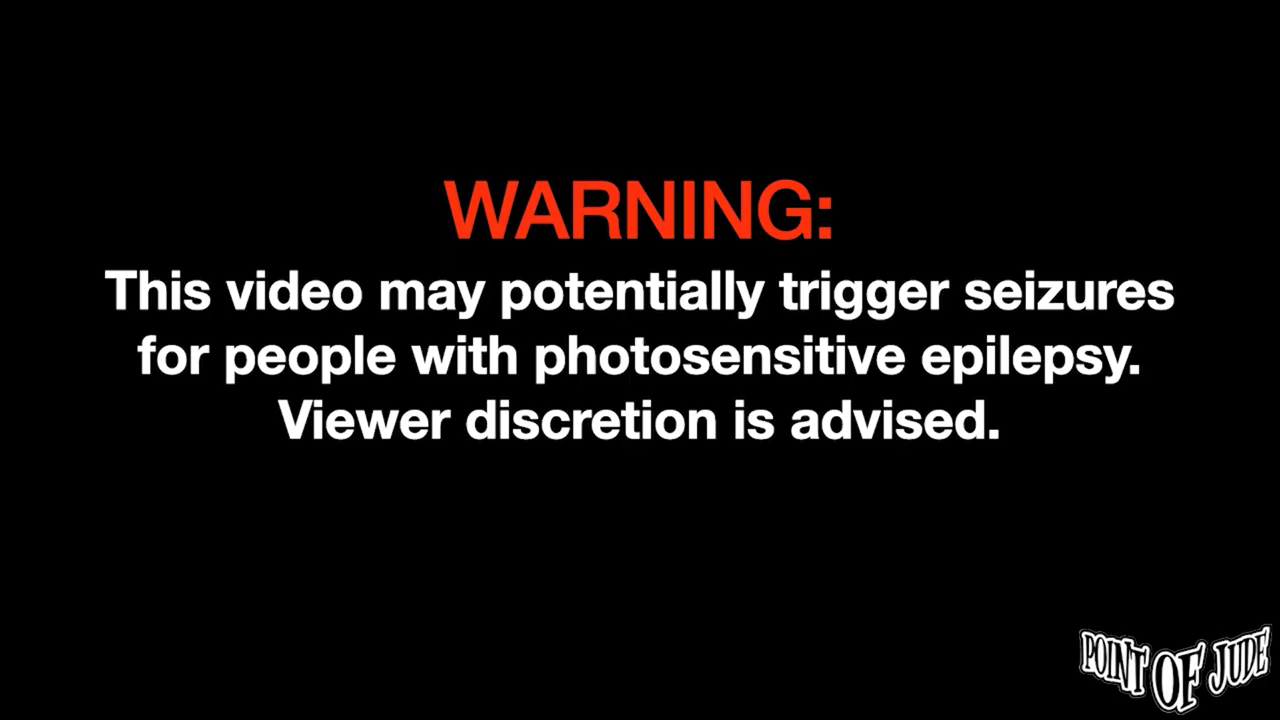 WARNING:
This video may potentially trigger seizures
for people with photosensitive epilepsy.
Viewer discretion is advised.
POINT OF JUDE